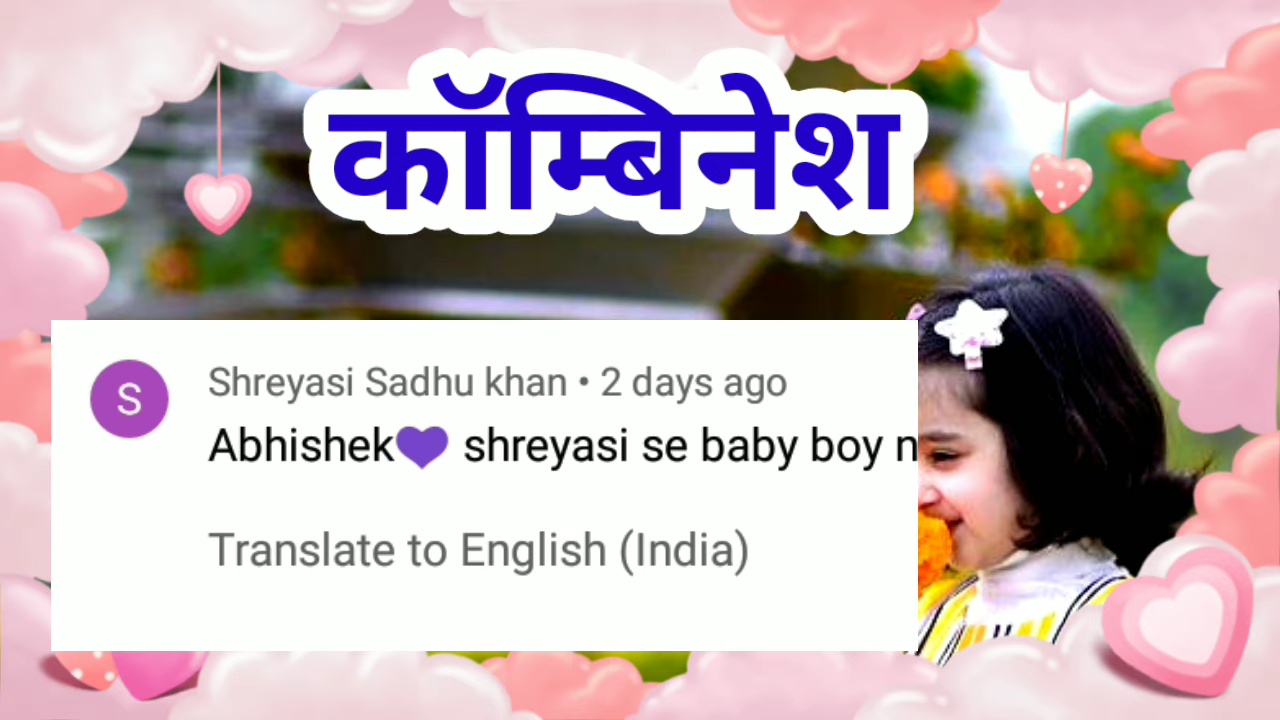 कॉम्बिनेश
S
Shreyasi Sadhu khan • 2 days ago
Abhishek💜 shreyasi se baby boy n
Translate to English (India)